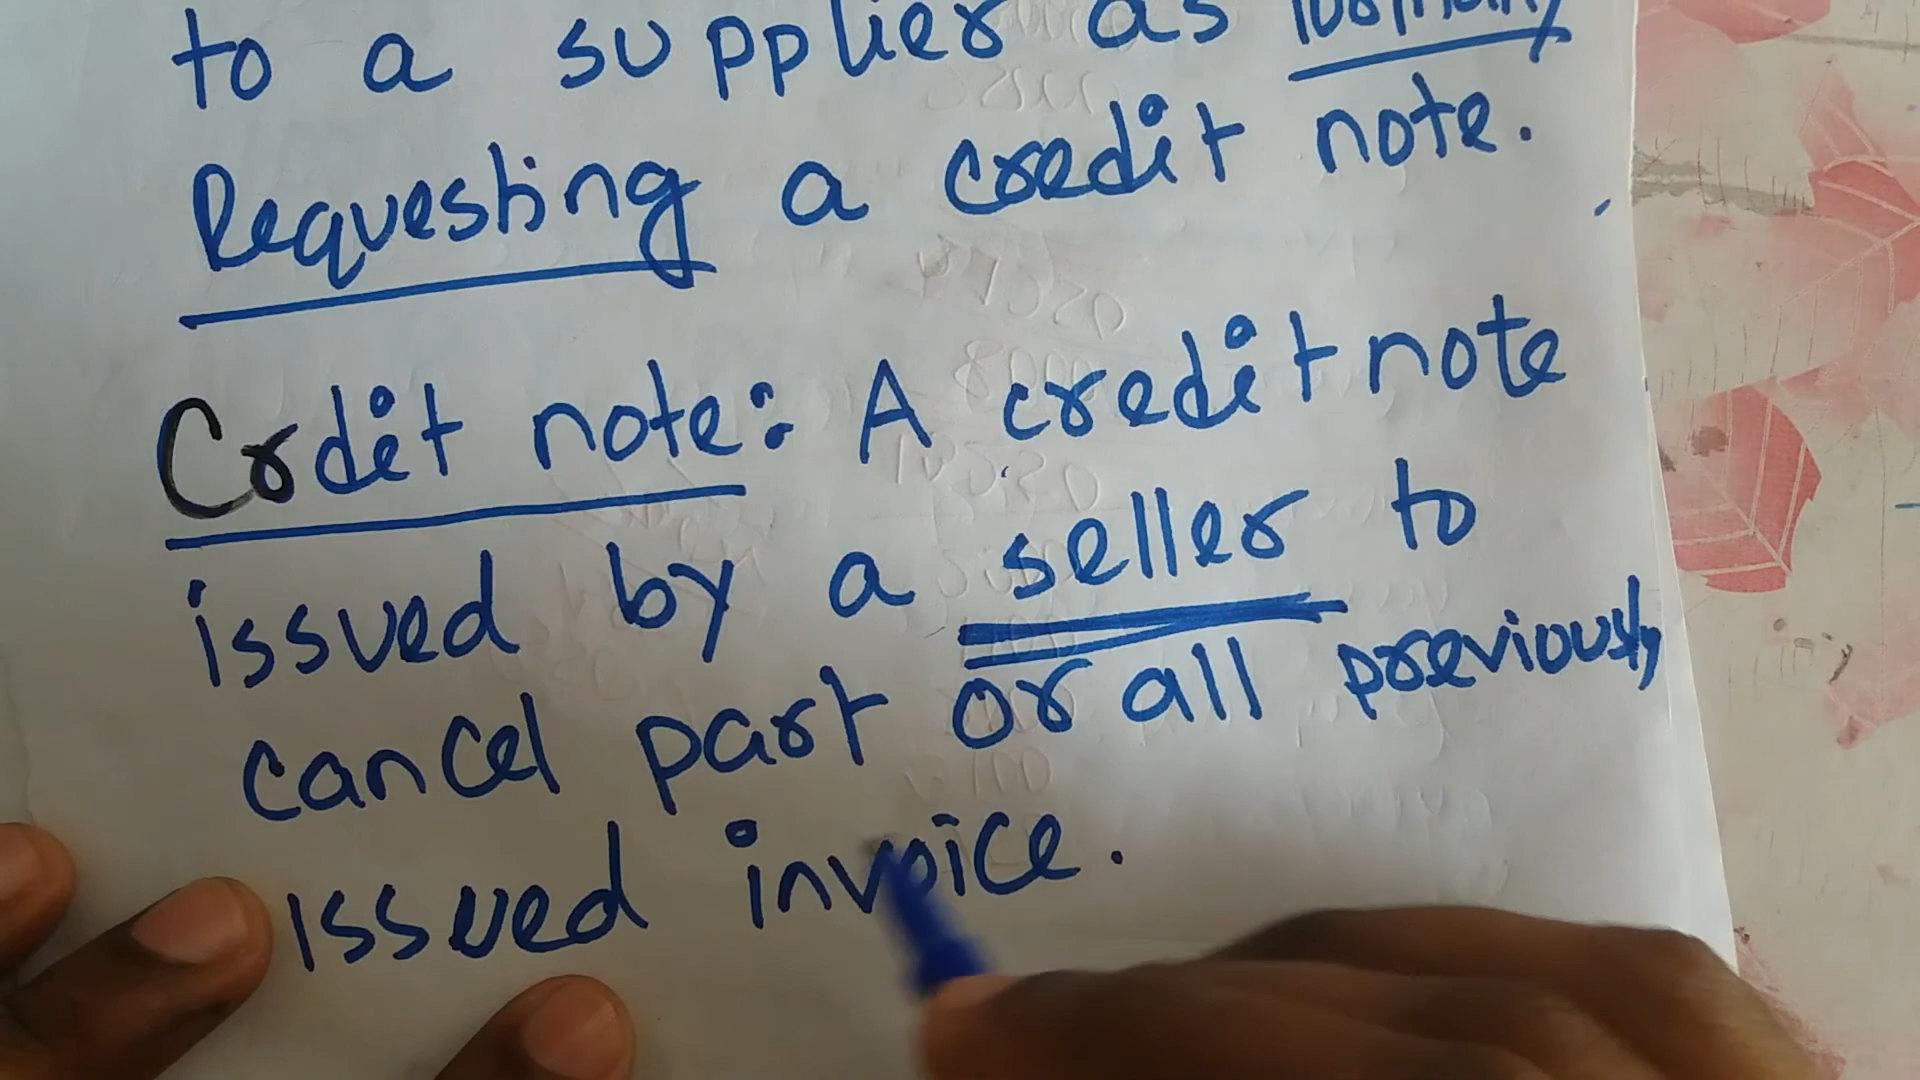 to a supplier as
Requesting a credit note.
Crdit note: A credit note
issued by a seller to
cancel part or all previously
issued invoice.